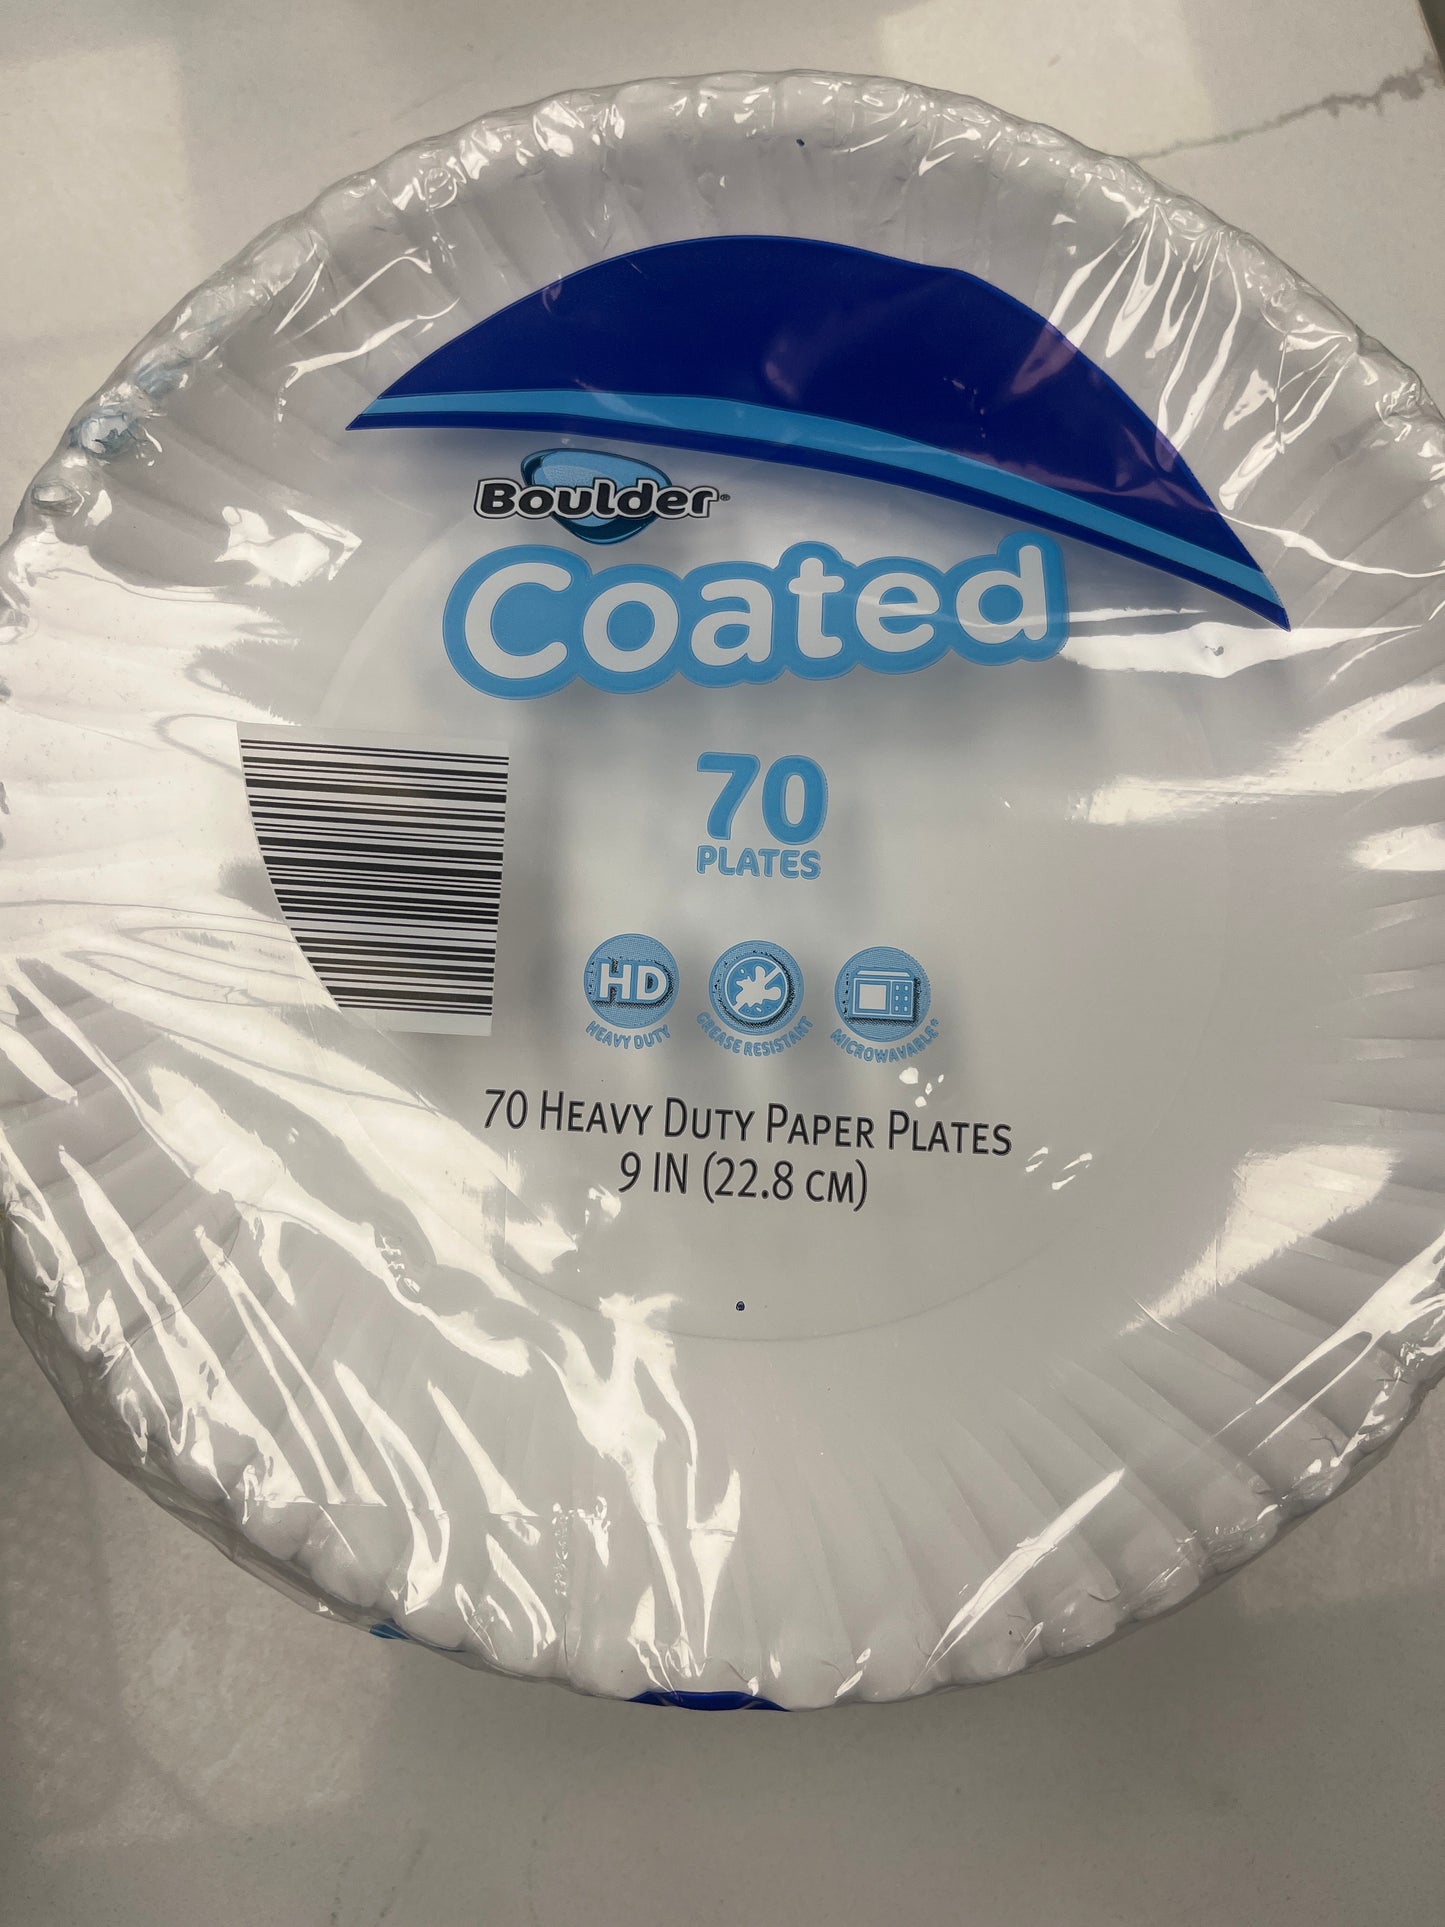 Boulder®
Coated
70
PLATES
HD
HEAVY DUTY
GREASE RESISTANT
MICROWAVABLE*
70 HEAVY DUTY PAPER PLATES
9 IN (22.8 CM)